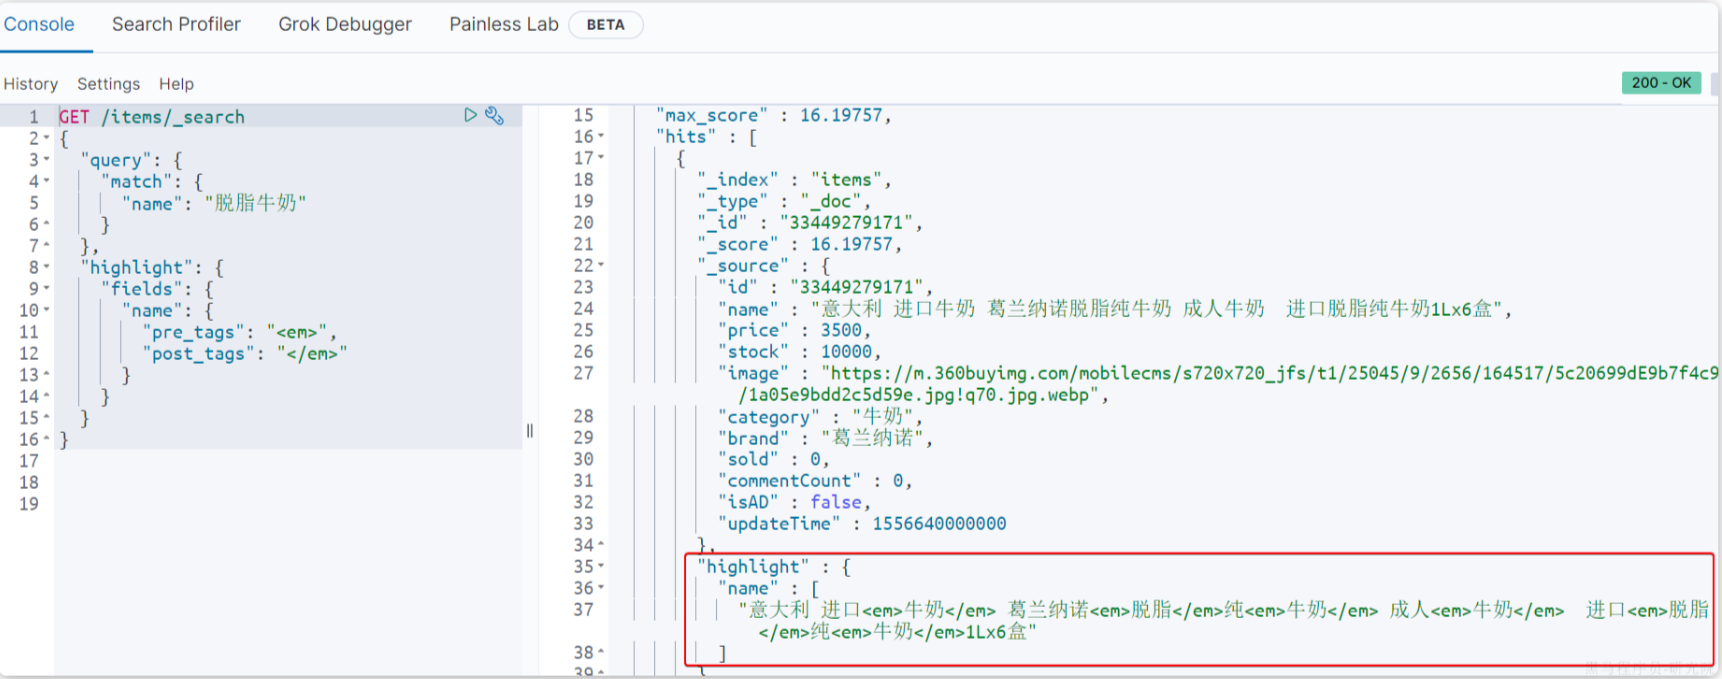 Console Search Profiler Grok Debugger Painless Lab BETA
History Settings Help
200 - OK
1 GET /items/_search
2 {
3 "query": {
4 "match": {
5 "name": "脱脂牛奶"
6 }
7 },
8 "highlight": {
9 "fields": {
10 "name": {
11 "pre_tags": "<em>",
12 "post_tags": "</em>"
13 }
14 }
15 }
16 }
17
18
19
15 "max_score" : 16.19757,
16 "hits" : [
17 {
18 "_index" : "items",
19 "_type" : "_doc",
20 "_id" : "33449279171",
21 "_score" : 16.19757,
22 "_source" : {
23 "id" : "33449279171",
24 "name" : "意大利 进口牛奶 葛兰纳诺脱脂纯牛奶 成人牛奶  进口脱脂纯牛奶1Lx6盒",
25 "price" : 3500,
26 "stock" : 10000,
27 "image" : "https://m.360buyimg.com/mobilecms/s720x720_jfs/t1/25045/9/2656/164517/5c20699dE9b7f4c9
/1a05e9bdd2c5d59e.jpg!q70.jpg.webp",
28 "category" : "牛奶",
29 "brand" : "葛兰纳诺",
30 "sold" : 0,
31 "commentCount" : 0,
32 "isAD" : false,
33 "updateTime" : 1556640000000
34 },
35 "highlight" : {
36 "name" : [
37 "意大利 进口<em>牛奶</em> 葛兰纳诺<em>脱脂</em>纯<em>牛奶</em> 成人<em>牛奶</em>  进口<em>脱脂
</em>纯<em>牛奶</em>1Lx6盒"
38 ]
39